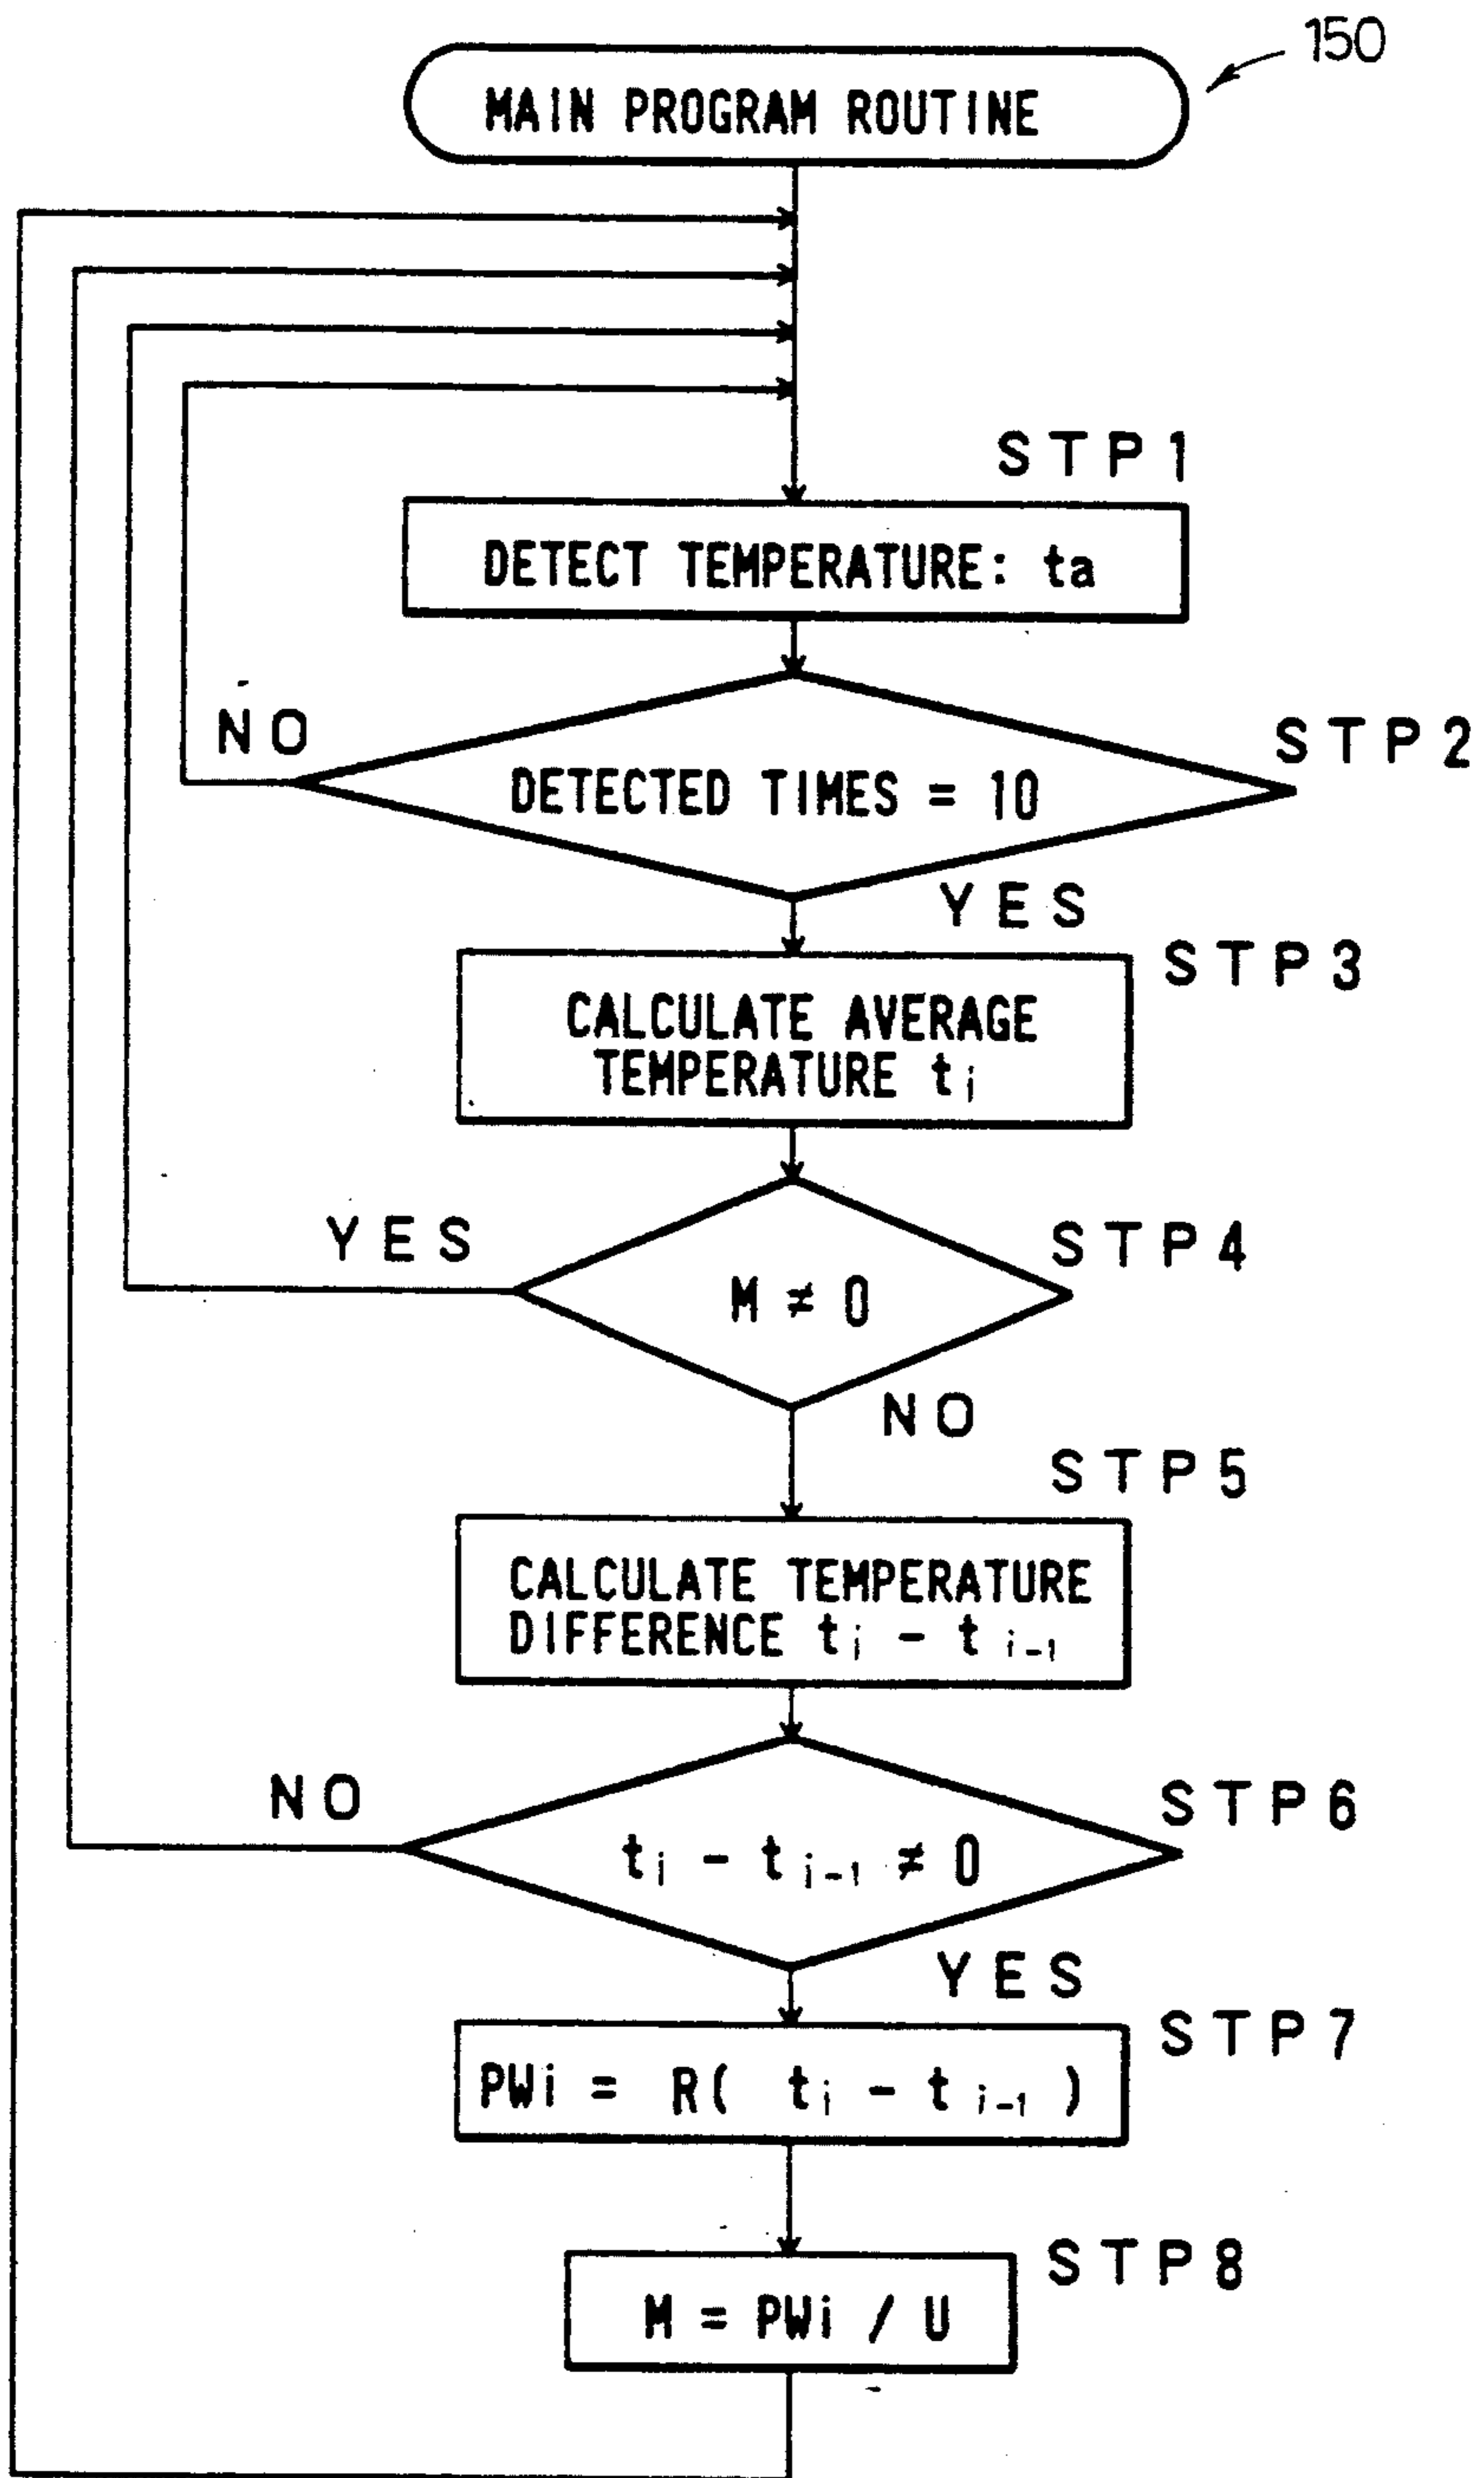 150
MAIN PROGRAM ROUTINE
STP1
DETECT TEMPERATURE: ta
NO
STP2
DETECTED TIMES = 10
YES
STP3
CALCULATE AVERAGE
TEMPERATURE ti
YES
STP4
M ≠ 0
NO
STP5
CALCULATE TEMPERATURE
DIFFERENCE ti - ti-1
NO
STP6
ti - ti-1 ≠ 0
YES
STP7
PWi = R( ti - ti-1 )
STP8
M = PWi / U